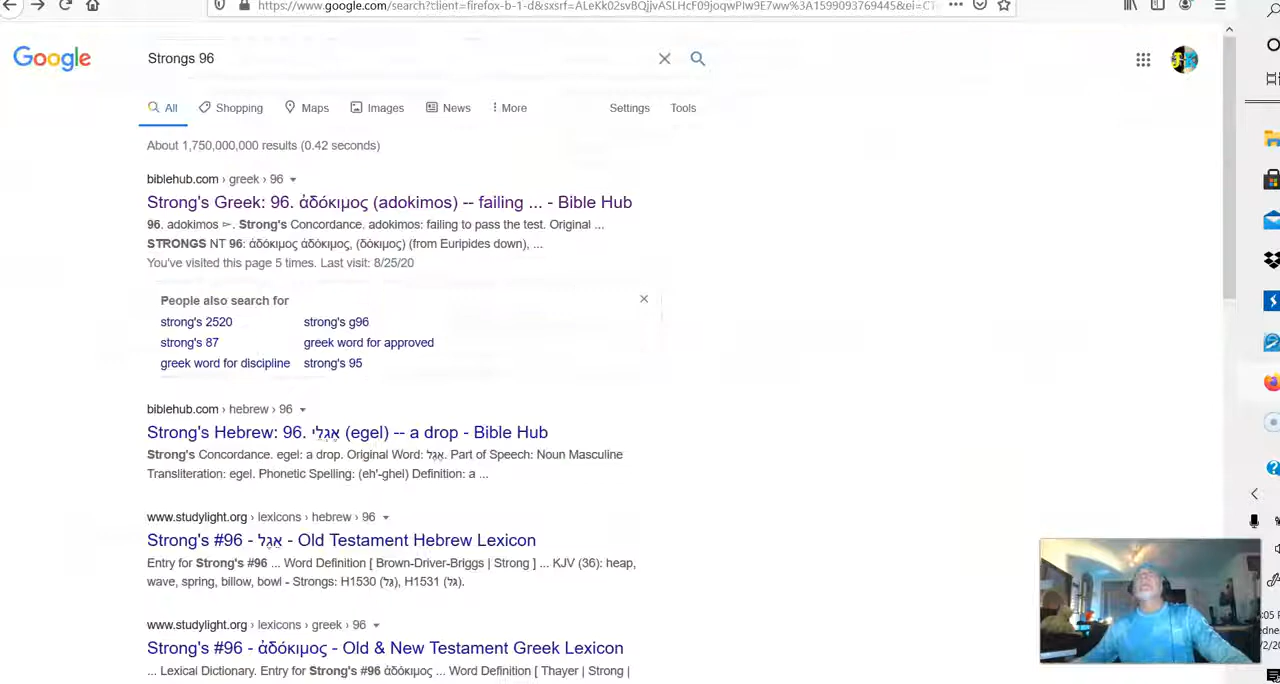 https://www.google.com/search?client=firefox-b-1-d&sxsrf=ALeKk02svBQjjvASLHcF09joqwPIw9E7ww%3A1599093769445&ei=CT
Google
Strongs 96
All Shopping Maps Images News More Settings Tools
About 1,750,000,000 results (0.42 seconds)
biblehub.com › greek › 96
Strong's Greek: 96. ἀδόκιμος (adokimos) -- failing ... - Bible Hub
96. adokimos ►. Strong's Concordance. adokimos: failing to pass the test. Original ...
STRONGS NT 96: ἀδόκιμος ἀδόκιμος, (δόκιμος) (from Euripides down), ...
You've visited this page 5 times. Last visit: 8/25/20
People also search for
strong's 2520 strong's g96
strong's 87 greek word for approved
greek word for discipline strong's 95
biblehub.com › hebrew › 96
Strong's Hebrew: 96. (egel) -- a drop - Bible Hub
Strong's Concordance. egel: a drop. Original Word: Part of Speech: Noun Masculine
Transliteration: egel. Phonetic Spelling: (eh'-ghel) Definition: a ...
www.studylight.org › lexicons › hebrew › 96
Strong's #96 - אֵגֶל - Old Testament Hebrew Lexicon
Entry for Strong's #96 ... Word Definition [ Brown-Driver-Briggs | Strong ] ... KJV (36): heap,
wave, spring, billow, bowl - Strongs: H1530 (גַּל), H1531 (גֹּל).
www.studylight.org › lexicons › greek › 96
Strong's #96 - ἀδόκιμος - Old & New Testament Greek Lexicon
... Lexical Dictionary. Entry for Strong's #96 ἀδόκιμος ... Word Definition [ Thayer | Strong |